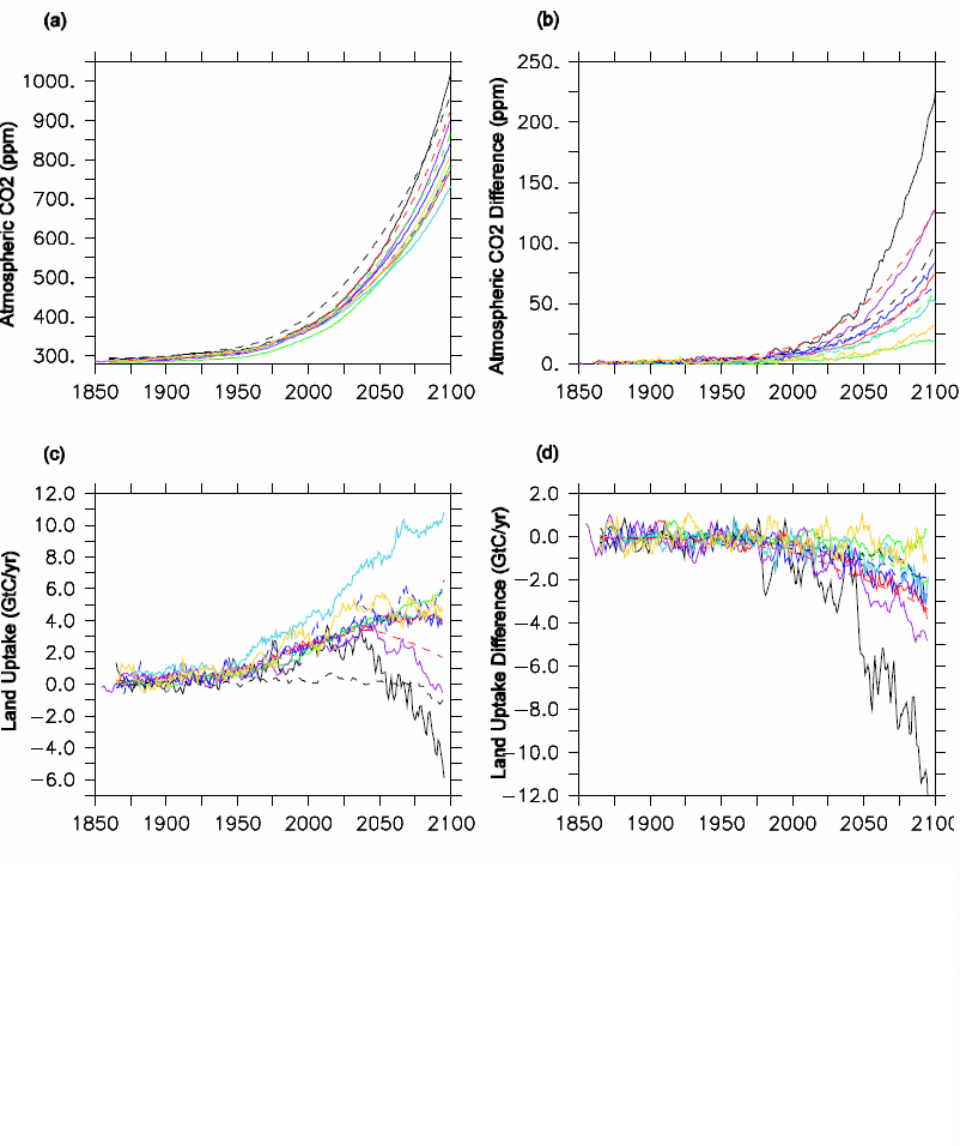 (a)
Atmospheric CO2 (ppm)
1000.
900.
800.
700.
600.
500.
400.
300.
1850 1900 1950 2000 2050 2100
(b)
Atmospheric CO2 Difference (ppm)
250.
200.
150.
100.
50.
0.
1850 1900 1950 2000 2050 2100
(c)
Land Uptake (GtC/yr)
12.0
10.0
8.0
6.0
4.0
2.0
0.0
−2.0
−4.0
−6.0
1850 1900 1950 2000 2050 2100
(d)
Land Uptake Difference (GtC/yr)
2.0
0.0
−2.0
−4.0
−6.0
−8.0
−10.0
−12.0
1850 1900 1950 2000 2050 2100